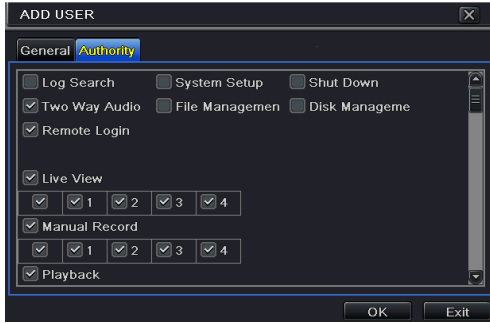 ADD USER
General Authority
Log Search System Setup Shut Down
Two Way Audio File Managemen Disk Manageme
Remote Login
Live View
1 2 3 4
Manual Record
1 2 3 4
Playback
OK Exit